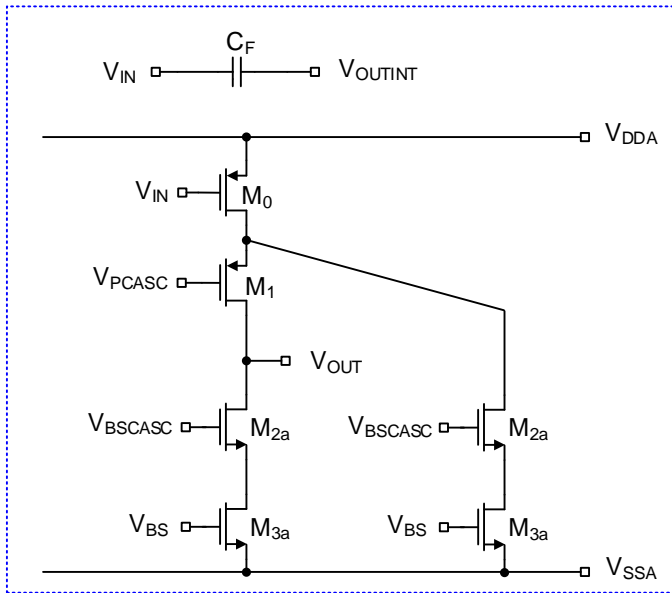 C_F
V_IN V_OUTINT
V_DDA
V_IN M_0
V_PCASC M_1
V_OUT
V_BSCASC M_2a V_BSCASC M_2a
V_BS M_3a V_BS M_3a
V_SSA